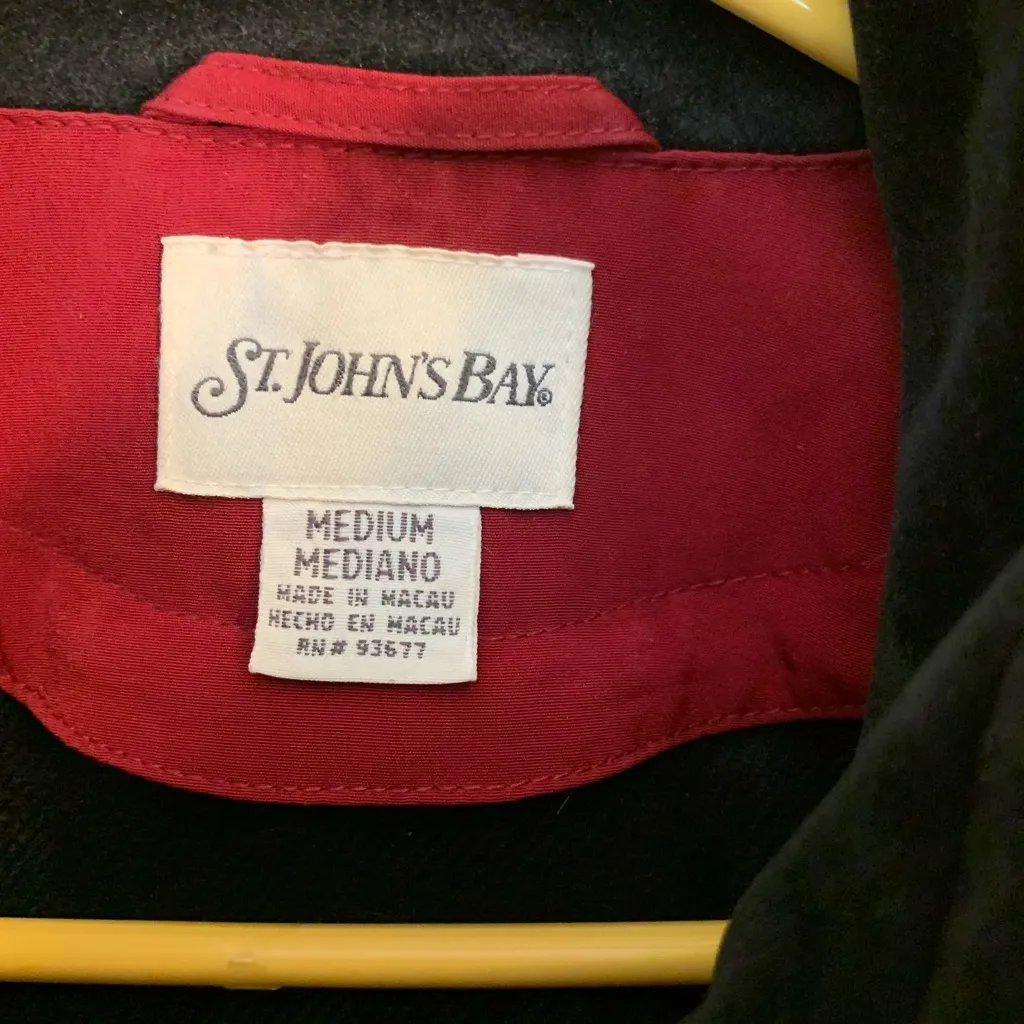 ST. JOHN'S BAY®
MEDIUM
MEDIANO
MADE IN MACAU
HECHO EN MACAU
RN# 93677